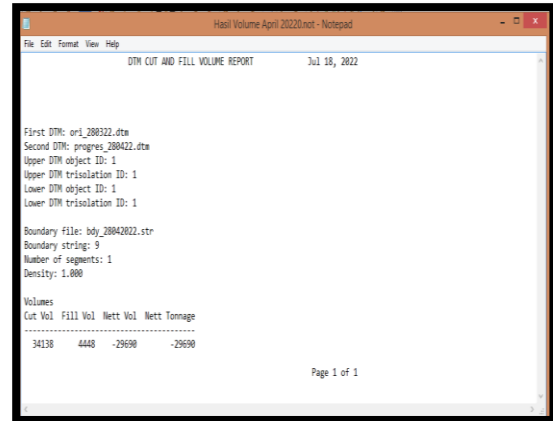 Hasil Volume April 20220.not - Notepad
File Edit Format View Help
DTM CUT AND FILL VOLUME REPORT Jul 18, 2022
First DTM: ori_280322.dtm
Second DTM: progres_280422.dtm
Upper DTM object ID: 1
Upper DTM trisolation ID: 1
Lower DTM object ID: 1
Lower DTM trisolation ID: 1
Boundary file: bdy_28042022.str
Boundary string: 9
Number of segments: 1
Density: 1.000
Volumes
Cut Vol Fill Vol Nett Vol Nett Tonnage
----------------------------------------
34138 4448 -29690 -29690
Page 1 of 1